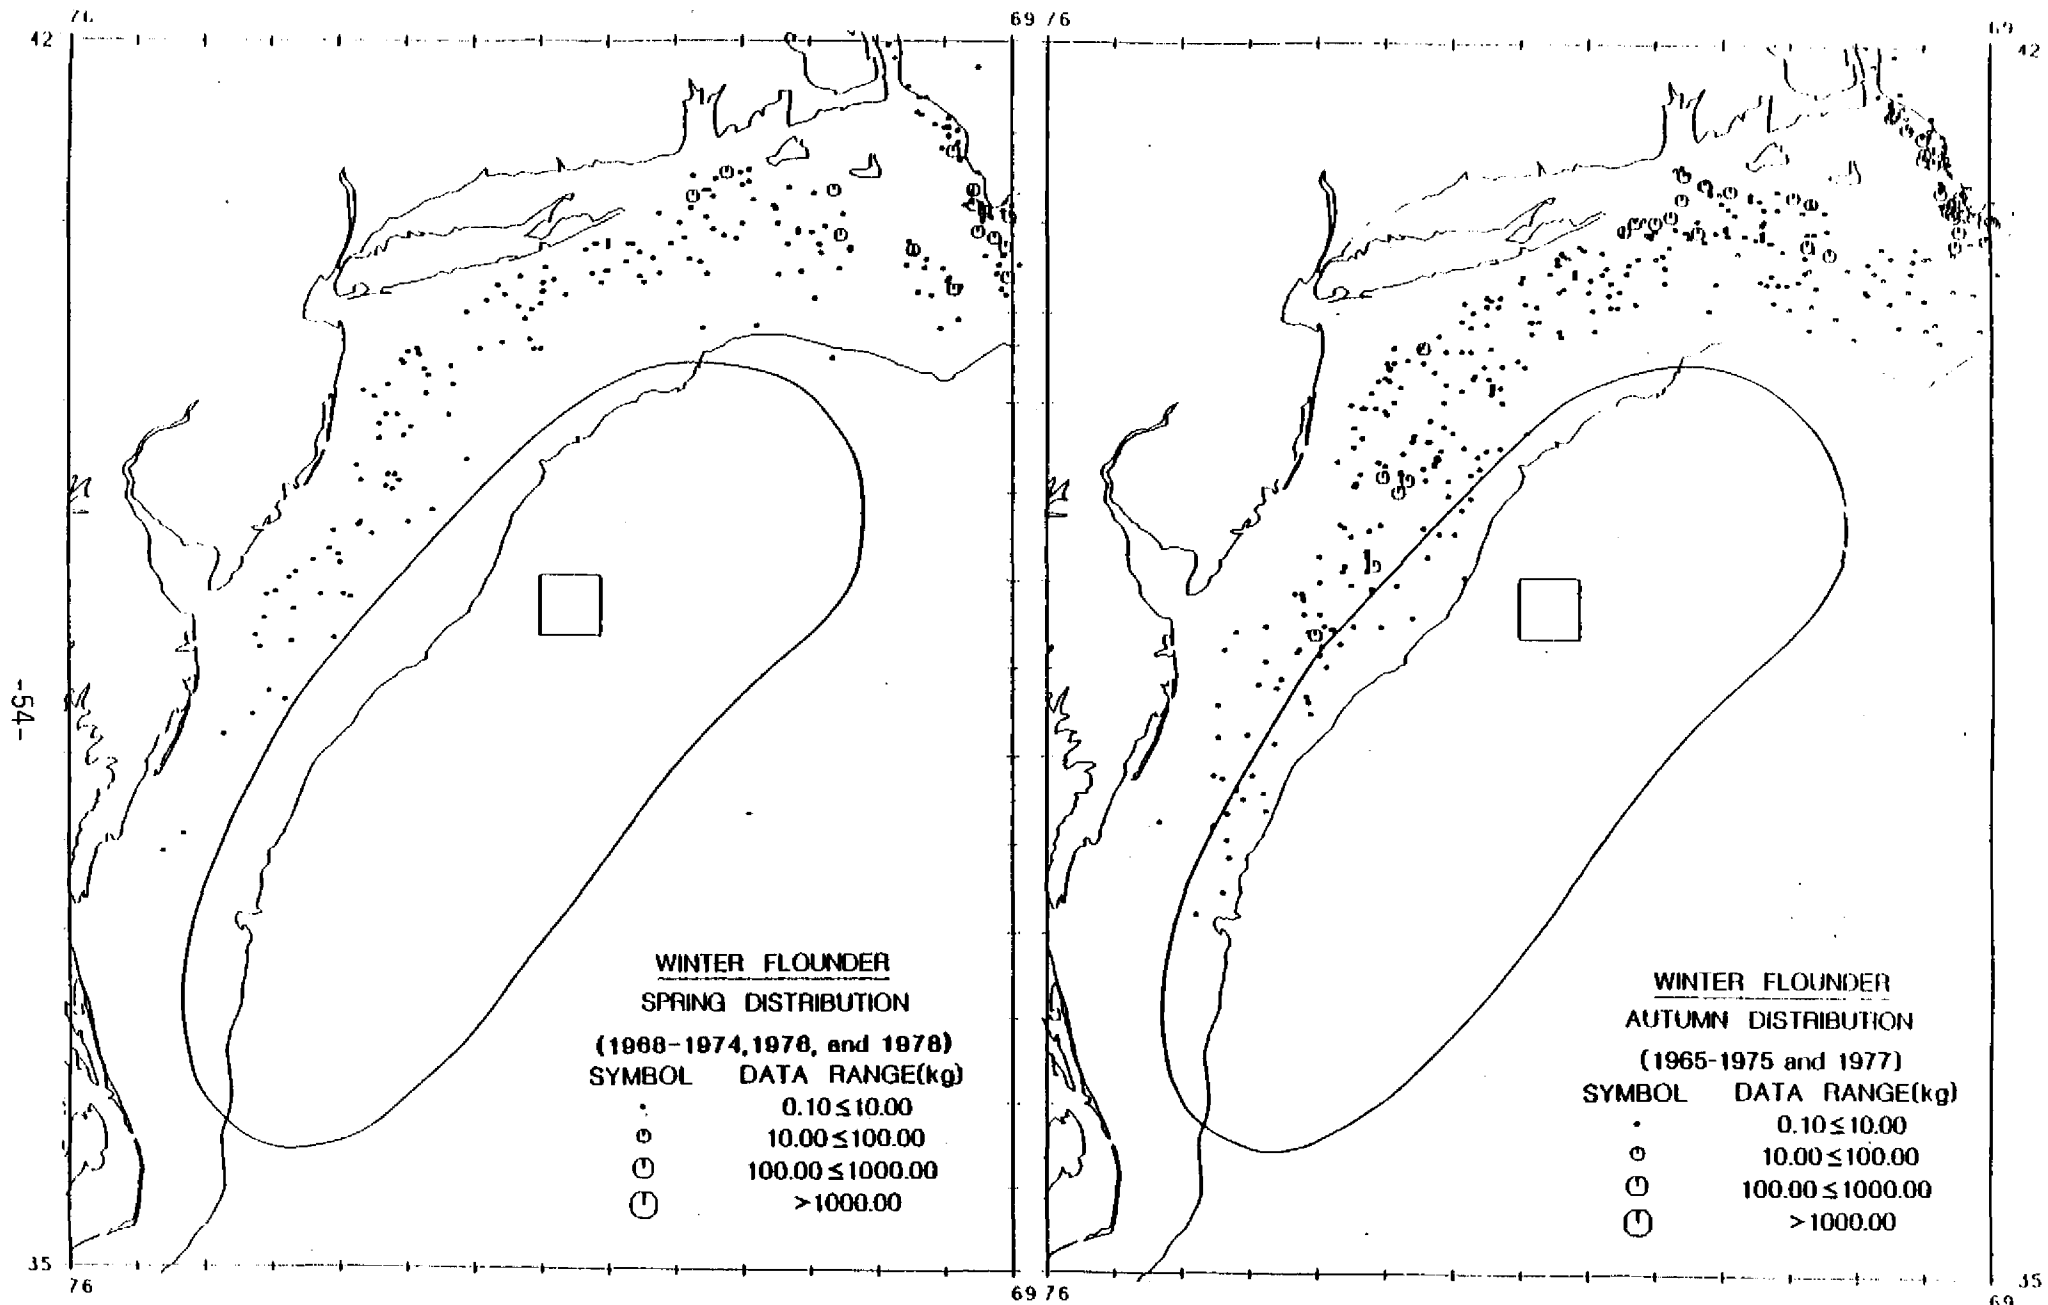 76
42
69 76
69
42
-54-
WINTER FLOUNDER
SPRING DISTRIBUTION
(1968-1974,1976, and 1978)
SYMBOL DATA RANGE(kg)
0.10≤10.00
10.00≤100.00
100.00≤1000.00
>1000.00
WINTER FLOUNDER
AUTUMN DISTRIBUTION
(1965-1975 and 1977)
SYMBOL DATA RANGE(kg)
0.10≤10.00
10.00≤100.00
100.00≤1000.00
>1000.00
35
76
69 76
35
69